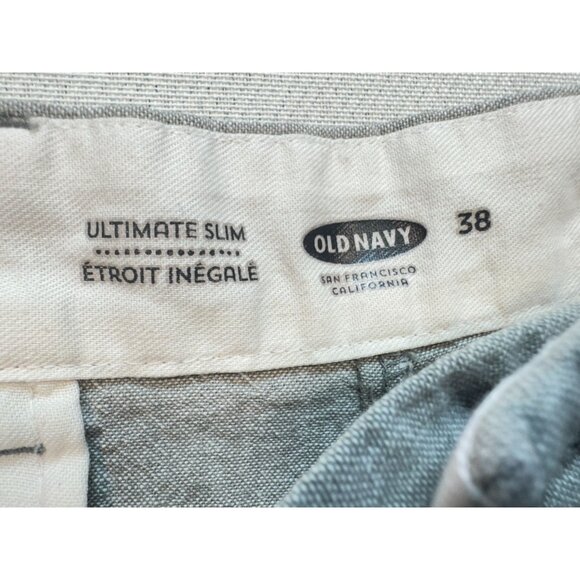 ULTIMATE SLIM
ÉTROIT INÉGALÉ
OLD NAVY
SAN FRANCISCO
CALIFORNIA
38